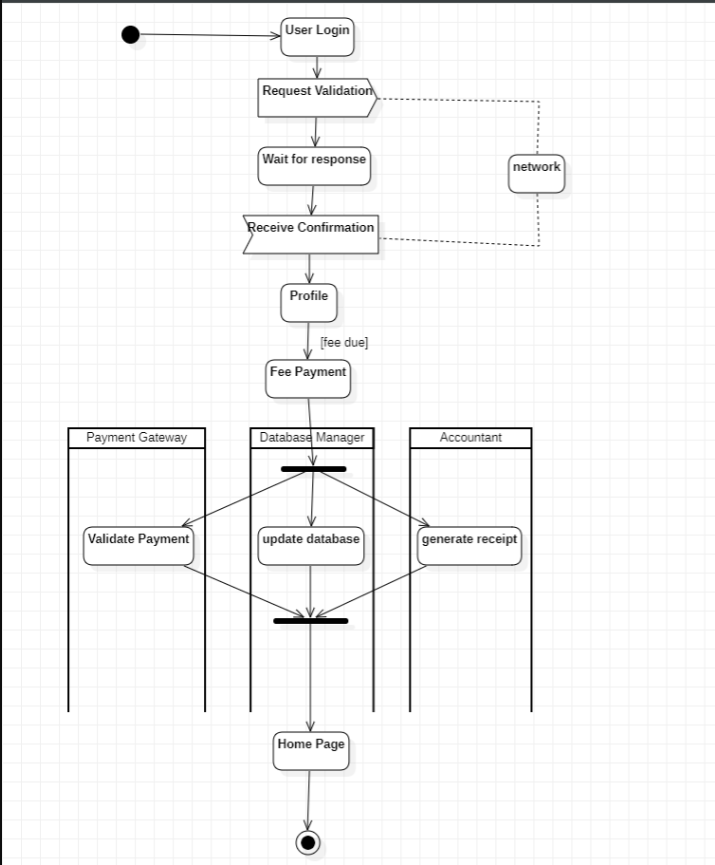 User Login
Request Validation
Wait for response
network
Receive Confirmation
Profile
[fee due]
Fee Payment
Payment Gateway
Database Manager
Accountant
Validate Payment
update database
generate receipt
Home Page